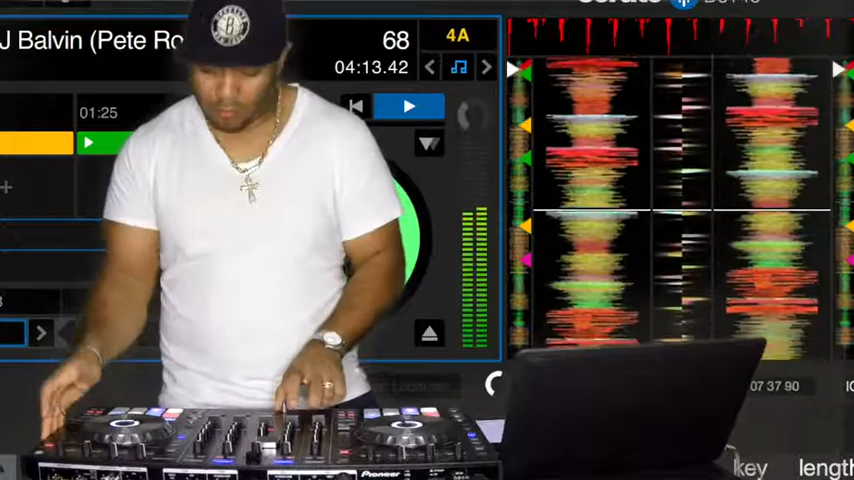 serato
J Balvin (Pete Ro
68
4A
04:13.42
01:25
B
07 37 90
Pioneer
key
length